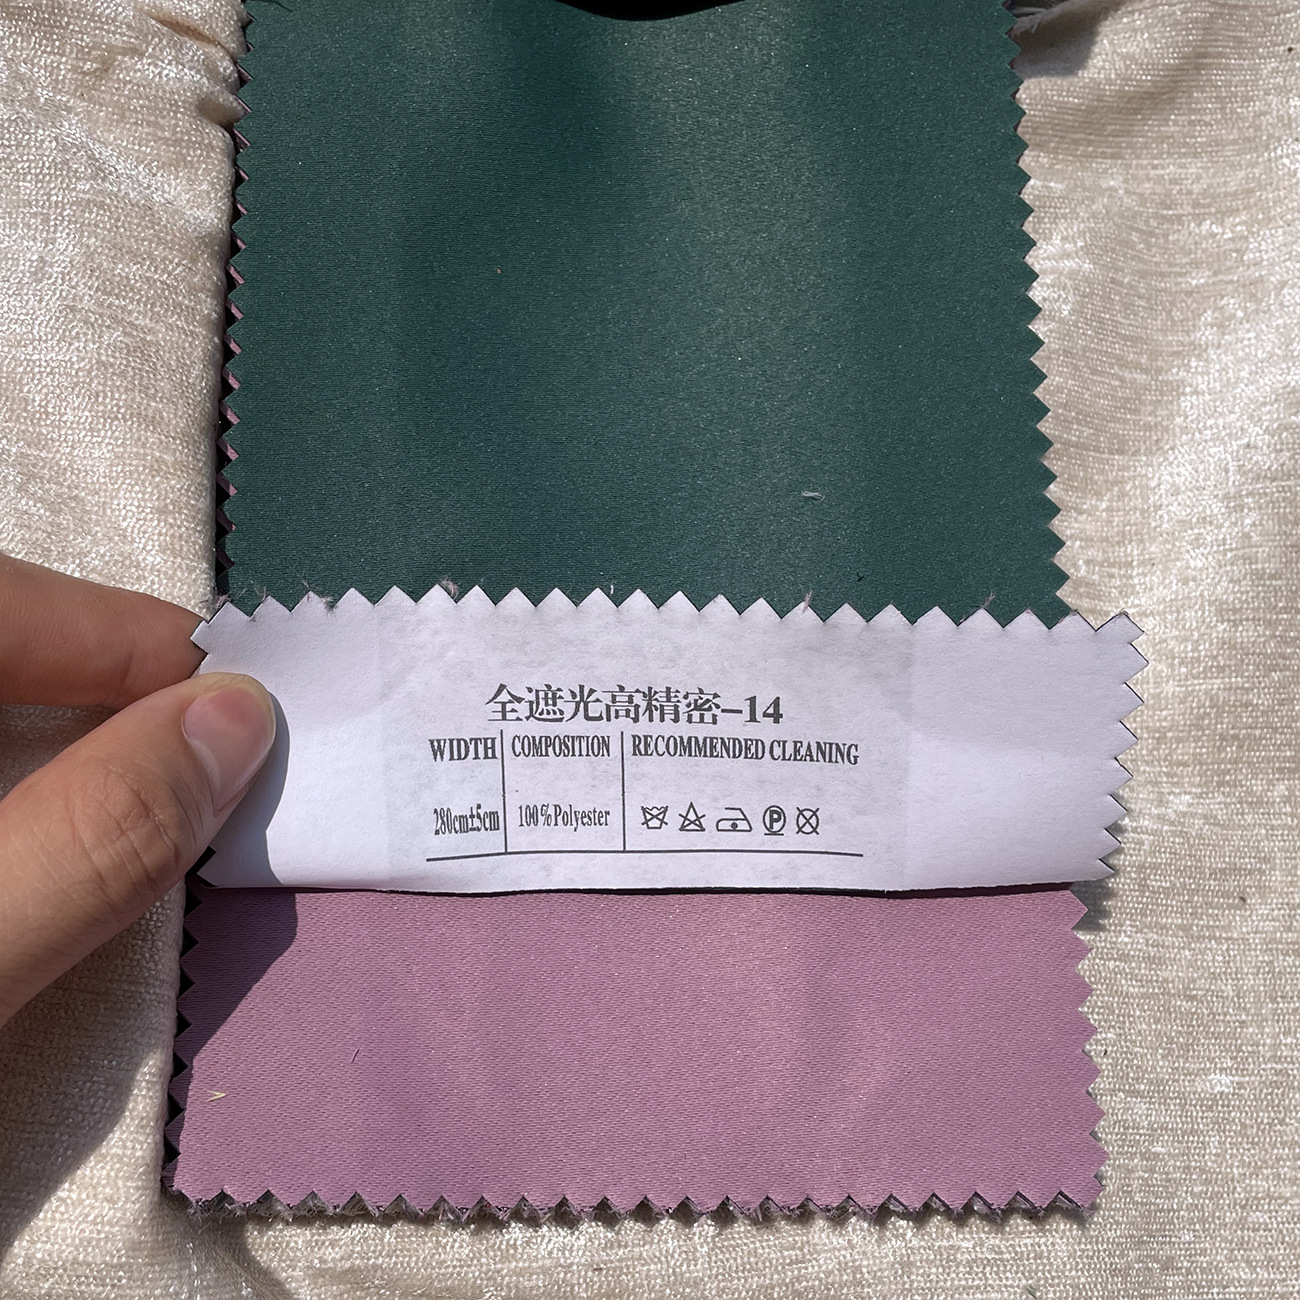 全遮光高精密-14
WIDTH COMPOSITION RECOMMENDED CLEANING
280cm±5cm 100%Polyester P